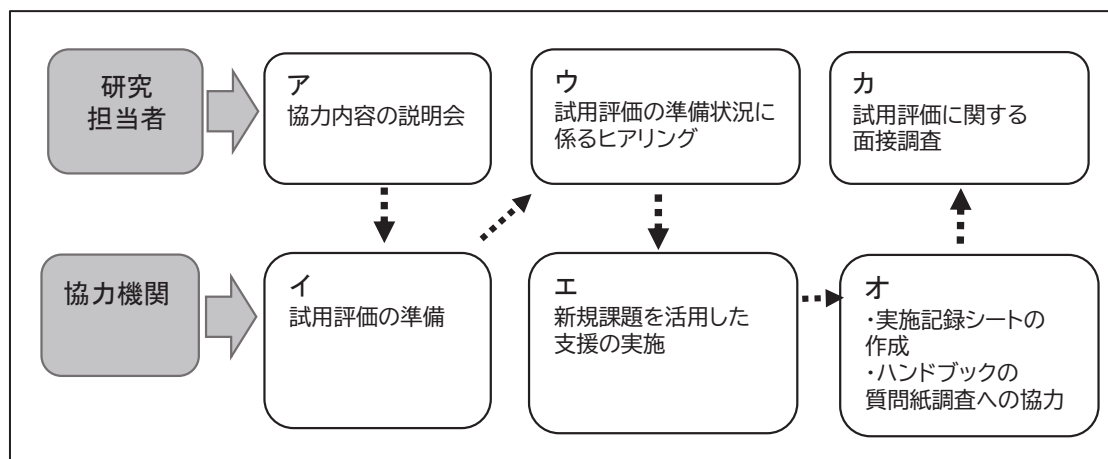 研究
担当者
ア
協力内容の説明会
ウ
試用評価の準備状況に
係るヒアリング
カ
試用評価に関する
面接調査
協力機関
イ
試用評価の準備
エ
新規課題を活用した
支援の実施
オ
・実施記録シートの
作成
・ハンドブックの
質問紙調査への協力